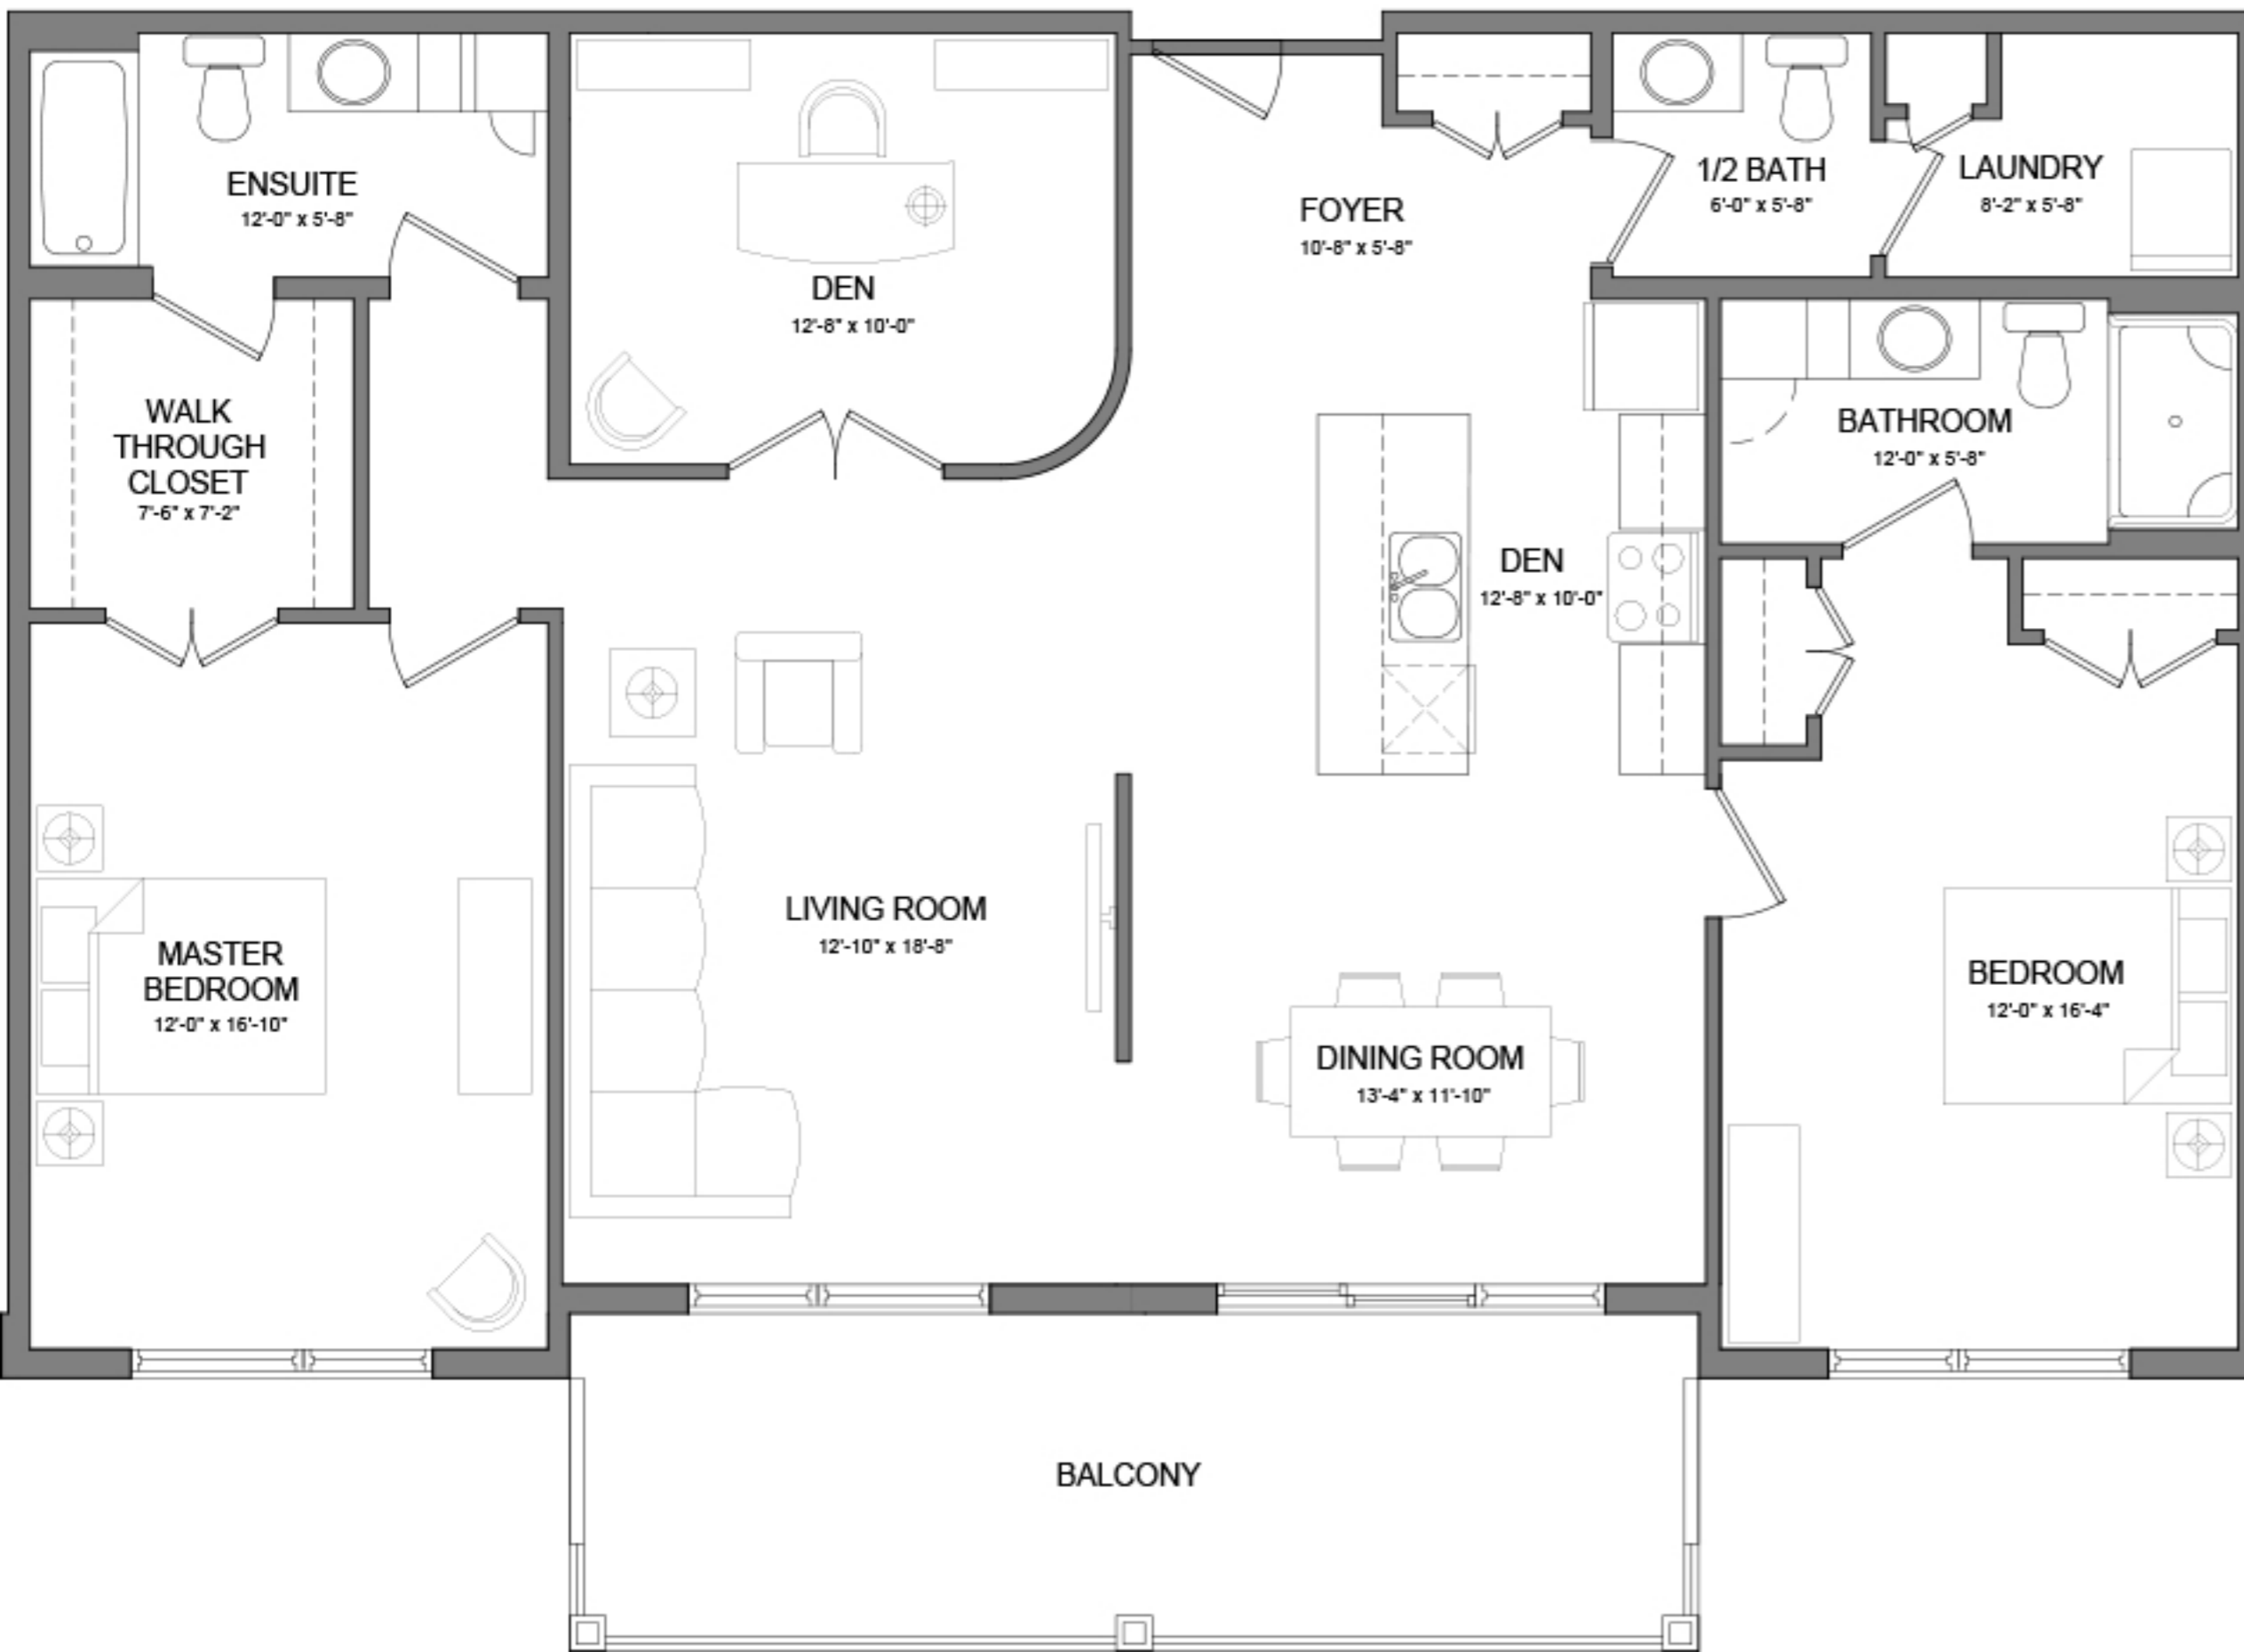 ENSUITE
12'-0" x 5'-8"
DEN
12'-8" x 10'-0"
FOYER
10'-8" x 5'-8"
1/2 BATH
6'-0" x 5'-8"
LAUNDRY
8'-2" x 5'-8"
WALK
THROUGH
CLOSET
7'-6" x 7'-2"
BATHROOM
12'-0" x 5'-8"
DEN
12'-8" x 10'-0"
MASTER
BEDROOM
12'-0" x 16'-10"
LIVING ROOM
12'-10" x 18'-8"
DINING ROOM
13'-4" x 11'-10"
BEDROOM
12'-0" x 16'-4"
BALCONY